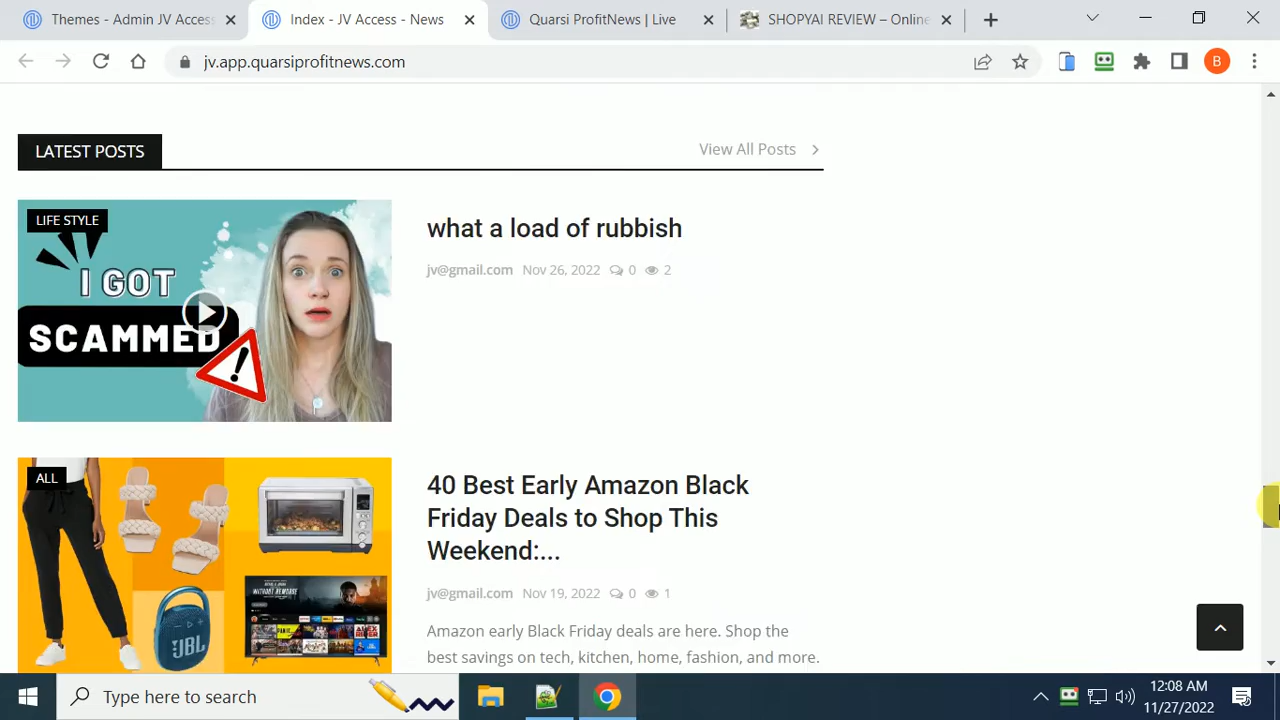 Themes - Admin JV Access
Index - JV Access - News
Quarsi ProfitNews | Live
SHOPYAI REVIEW – Online
jv.app.quarsiprofitnews.com
B
LATEST POSTS
View All Posts
LIFE STYLE
I GOT
SCAMMED
!
what a load of rubbish
jv@gmail.com Nov 26, 2022 0 2
ALL
JBL
40 Best Early Amazon Black
Friday Deals to Shop This
Weekend:...
jv@gmail.com Nov 19, 2022 0 1
Amazon early Black Friday deals are here. Shop the
best savings on tech, kitchen, home, fashion, and more.
Type here to search
12:08 AM
11/27/2022